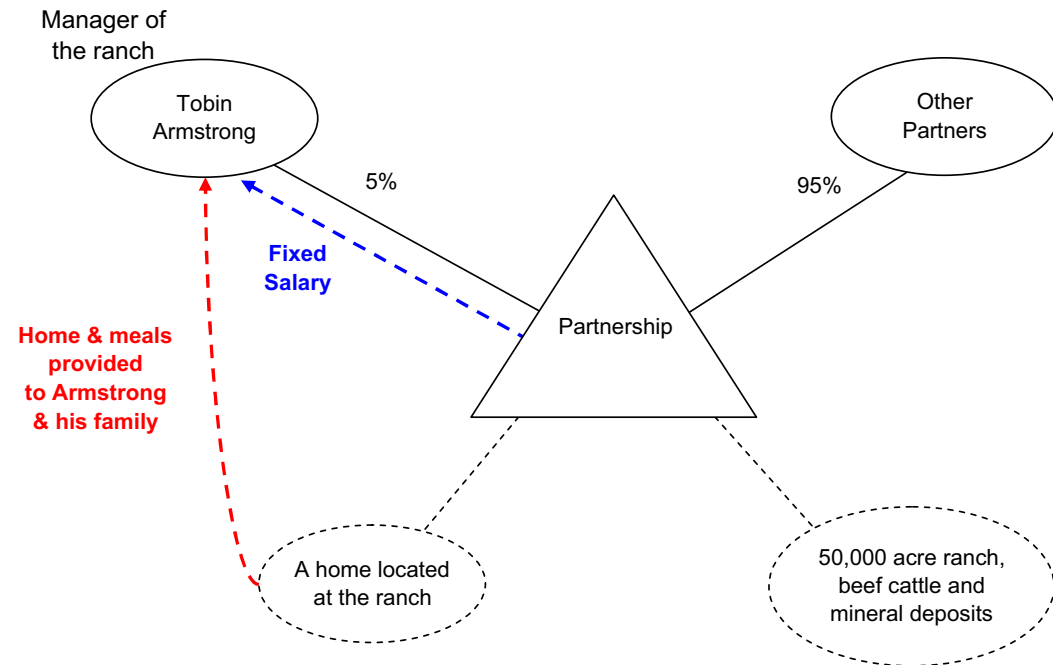 Manager of
the ranch
Tobin
Armstrong
Other
Partners
5%
95%
Fixed
Salary
Partnership
Home & meals
provided
to Armstrong
& his family
A home located
at the ranch
50,000 acre ranch,
beef cattle and
mineral deposits